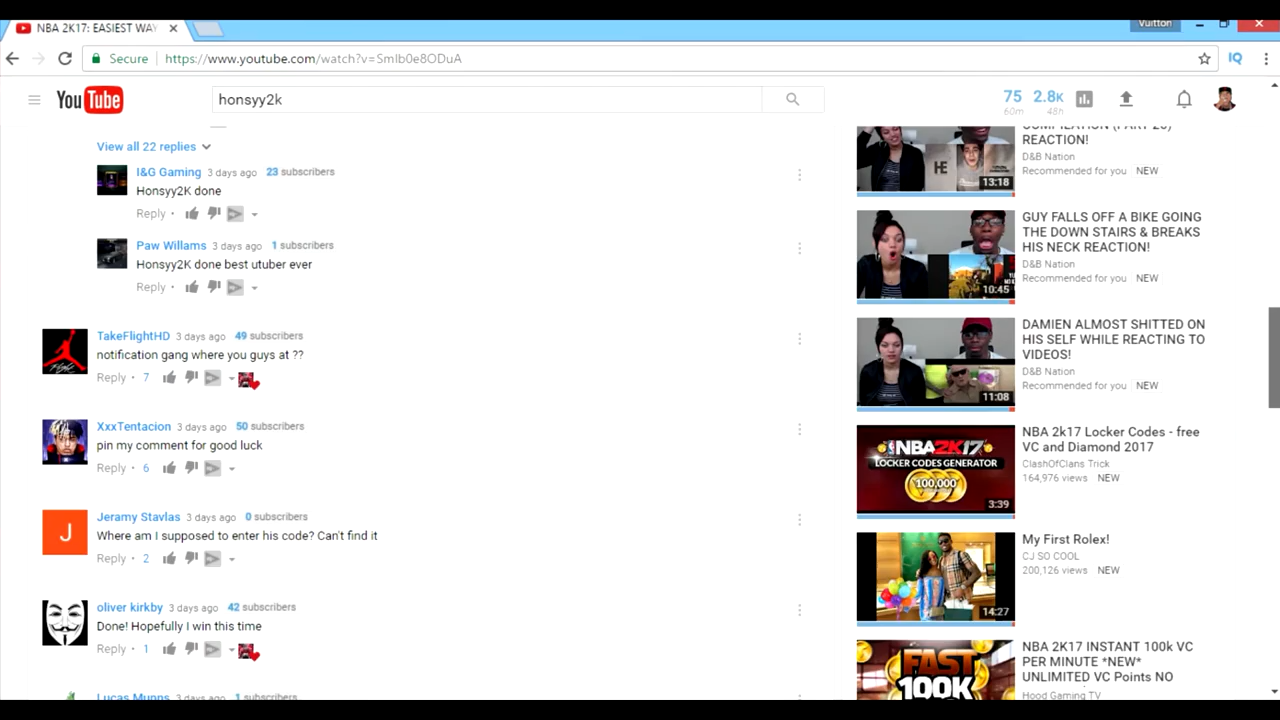 NBA 2K17: EASIEST WAY
Vuitton
Secure
https://www.youtube.com/watch?v=SmIb0e8ODuA
IQ
YouTube
honsyy2k
75 2.8K
60m 48h
View all 22 replies
I&G Gaming 3 days ago 23 subscribers
Honsyy2K done
Reply
Paw Willams 3 days ago 1 subscribers
Honsyy2K done best utuber ever
Reply
TakeFlightHD 3 days ago 49 subscribers
notification gang where you guys at ??
Reply 7
XxxTentacion 3 days ago 50 subscribers
pin my comment for good luck
Reply 6
J
Jeramy Stavlas 3 days ago 0 subscribers
Where am I supposed to enter his code? Can't find it
Reply 2
oliver kirkby 3 days ago 42 subscribers
Done! Hopefully I win this time
Reply 1
Lucas Munns 3 days ago 1 subscribers
REACTION!
D&B Nation
Recommended for you NEW
HE
13:18
GUY FALLS OFF A BIKE GOING
THE DOWN STAIRS & BREAKS
HIS NECK REACTION!
D&B Nation
Recommended for you NEW
10:45
DAMIEN ALMOST SHITTED ON
HIS SELF WHILE REACTING TO
VIDEOS!
D&B Nation
Recommended for you NEW
11:08
NBA 2k17 Locker Codes - free
VC and Diamond 2017
ClashOfClans Trick
164,976 views NEW
NBA2K17
LOCKER CODES GENERATOR
100,000
3:39
My First Rolex!
CJ SO COOL
200,126 views NEW
14:27
NBA 2K17 INSTANT 100k VC
PER MINUTE *NEW*
UNLIMITED VC Points NO
Hood Gaming TV
FAST
100K